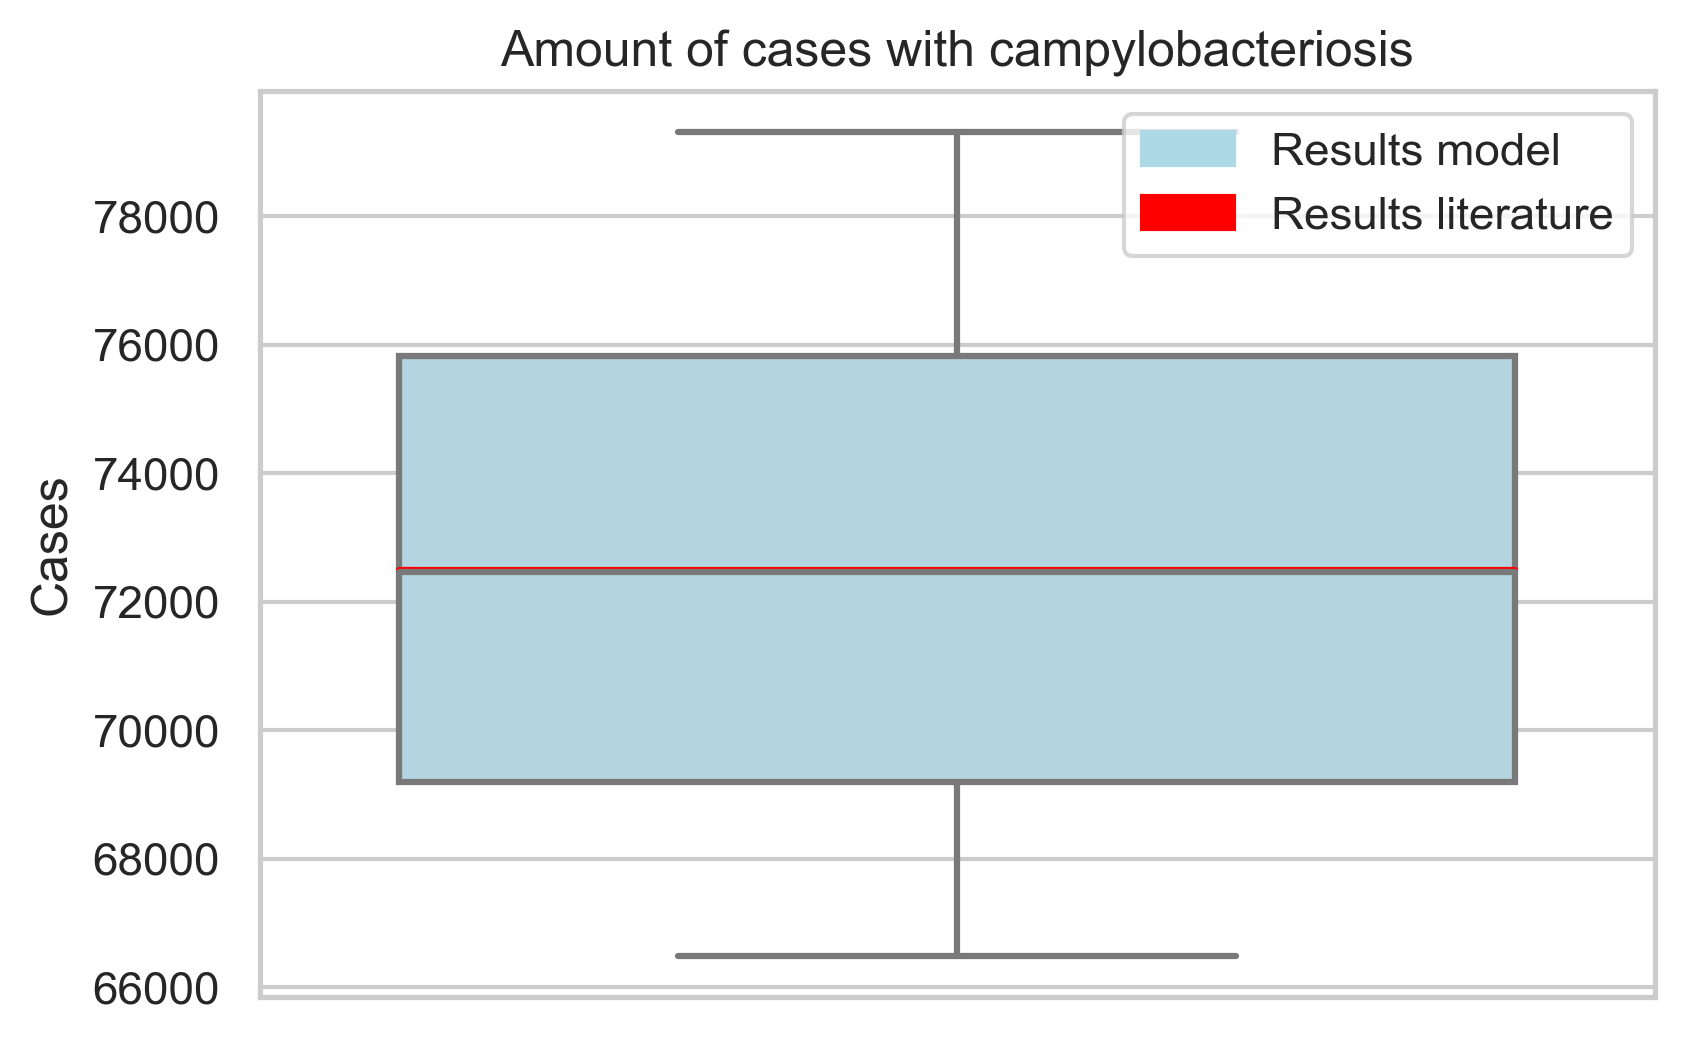 Amount of cases with campylobacteriosis
Results model
Results literature
Cases
78000
76000
74000
72000
70000
68000
66000